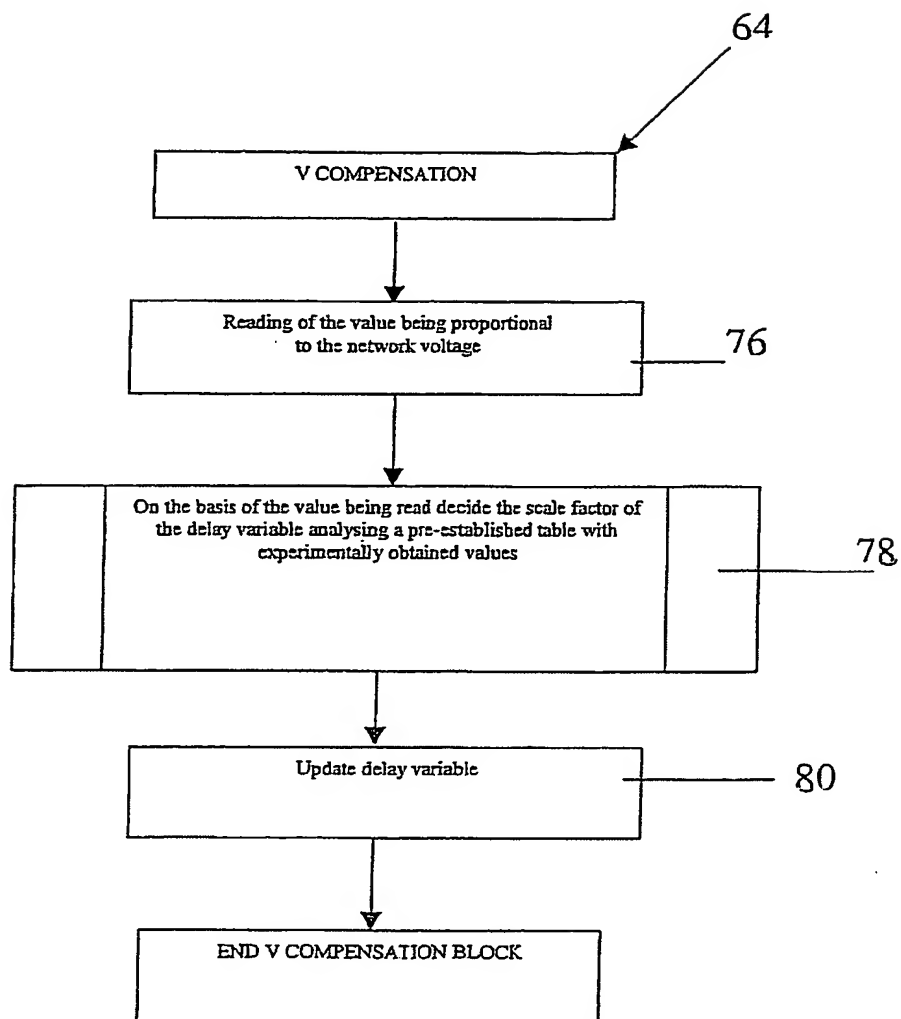 64
V COMPENSATION
Reading of the value being proportional
to the network voltage
76
On the basis of the value being read decide the scale factor of
the delay variable analysing a pre-established table with
experimentally obtained values
78
Update delay variable
80
END V COMPENSATION BLOCK